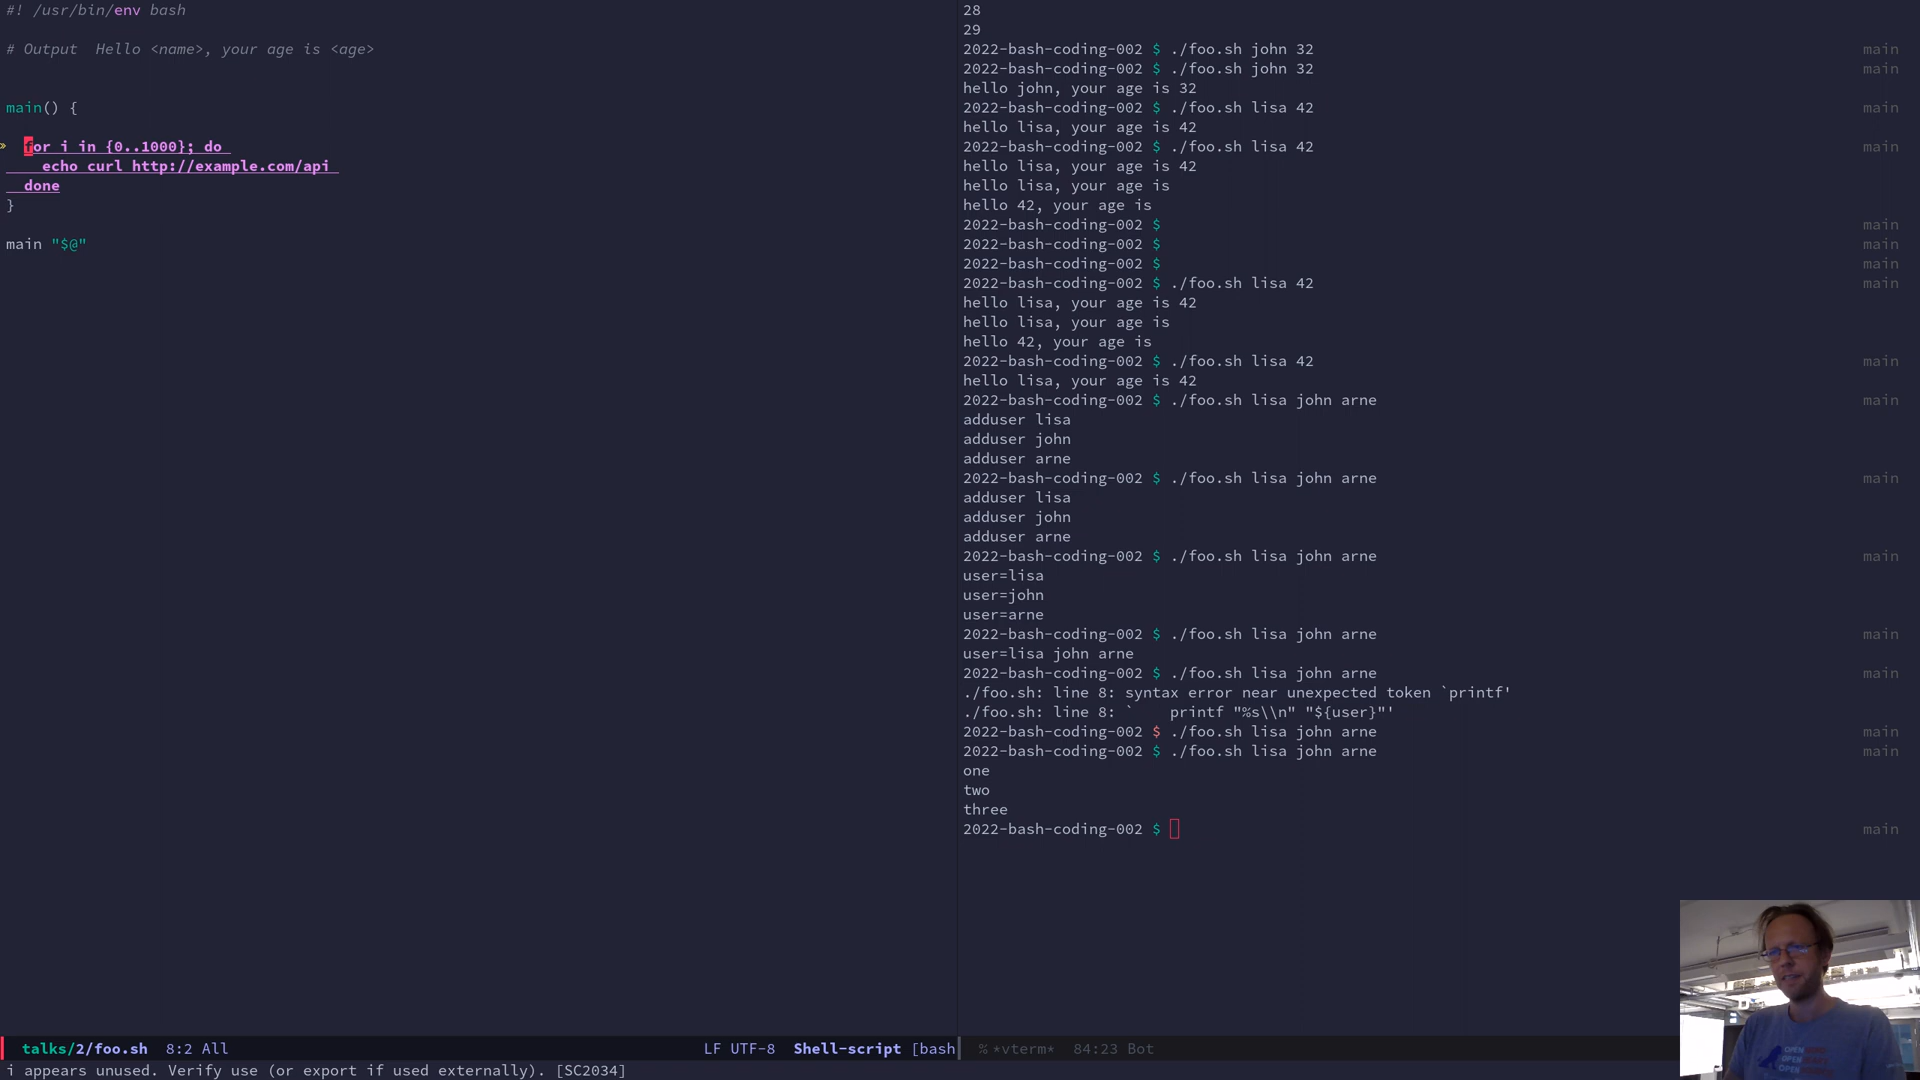 #! /usr/bin/env bash
# Output  Hello <name>, your age is <age>
main() {
  for i in {0..1000}; do
    echo curl http://example.com/api
  done
}
main "$@"
talks/2/foo.sh  8:2 All
LF UTF-8  Shell-script  [bash
i appears unused. Verify use (or export if used externally). [SC2034]
28
29
2022-bash-coding-002 $ ./foo.sh john 32 main
2022-bash-coding-002 $ ./foo.sh john 32 main
hello john, your age is 32
2022-bash-coding-002 $ ./foo.sh lisa 42 main
hello lisa, your age is 42
2022-bash-coding-002 $ ./foo.sh lisa 42 main
hello lisa, your age is 42
hello lisa, your age is
hello 42, your age is
2022-bash-coding-002 $ main
2022-bash-coding-002 $ main
2022-bash-coding-002 $ main
2022-bash-coding-002 $ ./foo.sh lisa 42 main
hello lisa, your age is 42
hello lisa, your age is
hello 42, your age is
2022-bash-coding-002 $ ./foo.sh lisa 42 main
hello lisa, your age is 42
2022-bash-coding-002 $ ./foo.sh lisa john arne main
adduser lisa
adduser john
adduser arne
2022-bash-coding-002 $ ./foo.sh lisa john arne main
adduser lisa
adduser john
adduser arne
2022-bash-coding-002 $ ./foo.sh lisa john arne main
user=lisa
user=john
user=arne
2022-bash-coding-002 $ ./foo.sh lisa john arne main
user=lisa john arne
2022-bash-coding-002 $ ./foo.sh lisa john arne main
./foo.sh: line 8: syntax error near unexpected token `printf'
./foo.sh: line 8: `    printf "%s\\n" "${user}"'
2022-bash-coding-002 $ ./foo.sh lisa john arne main
2022-bash-coding-002 $ ./foo.sh lisa john arne main
one
two
three
2022-bash-coding-002 $ main
% *vterm*  84:23 Bot
OPEN
OPEN
OPEN